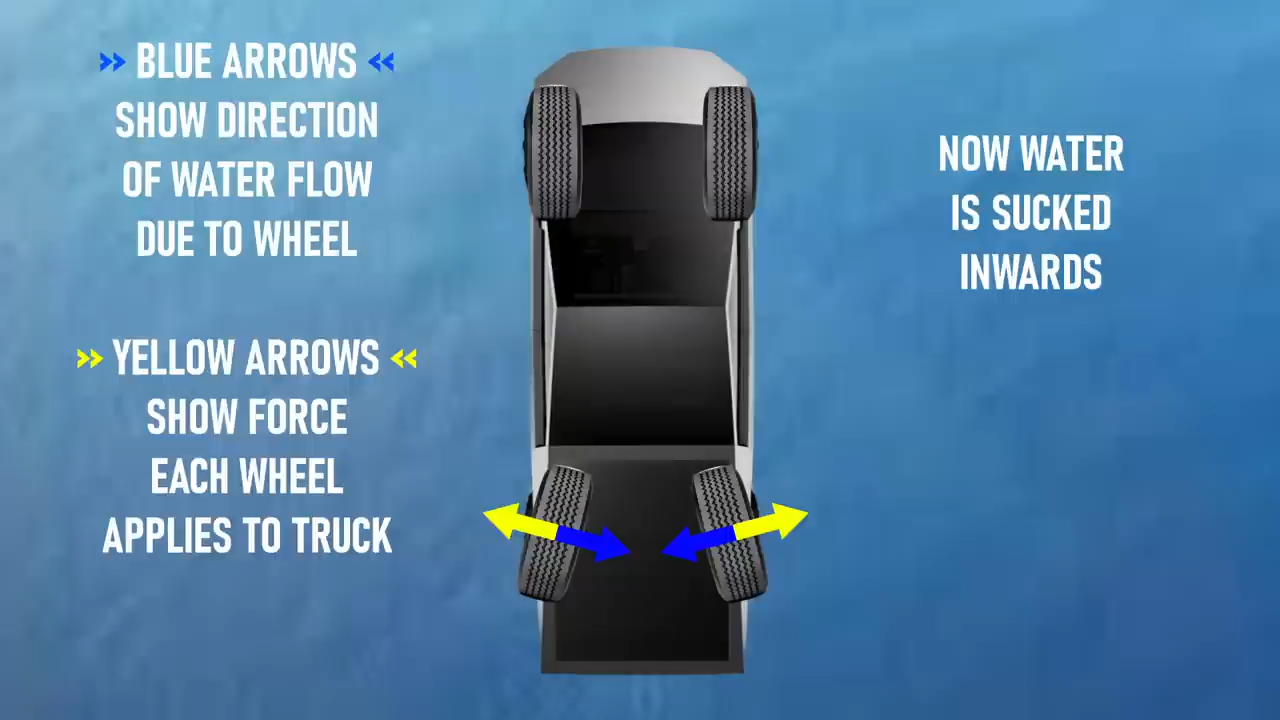 » BLUE ARROWS «
SHOW DIRECTION
OF WATER FLOW
DUE TO WHEEL
» YELLOW ARROWS «
SHOW FORCE
EACH WHEEL
APPLIES TO TRUCK
NOW WATER
IS SUCKED
INWARDS